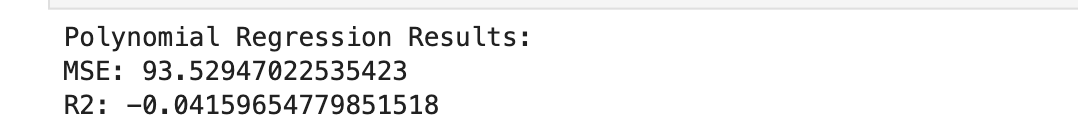 Polynomial Regression Results:
MSE: 93.52947022535423
R2: -0.04159654779851518